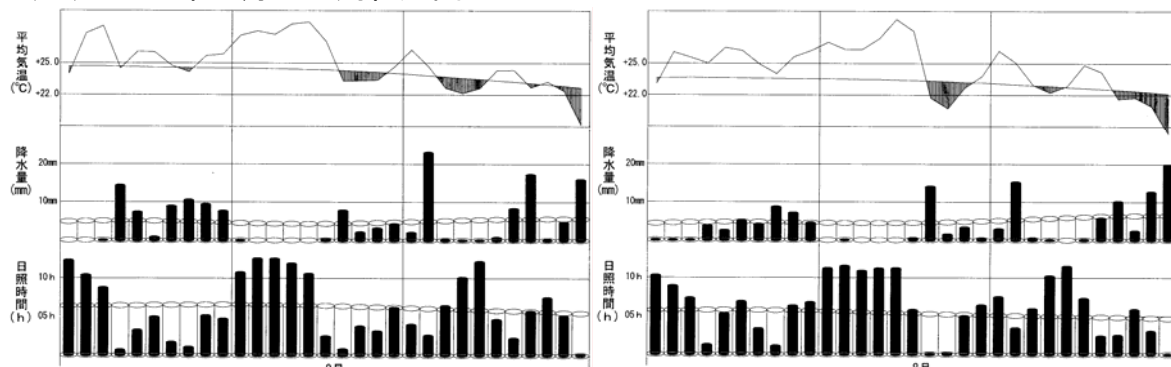 平均気温(℃)
+25.0
+22.0
降水量(mm)
20mm
10mm
日照時間(h)
10h
05h
平均気温(℃)
+25.0
+22.0
降水量(mm)
20mm
10mm
日照時間(h)
10h
05h